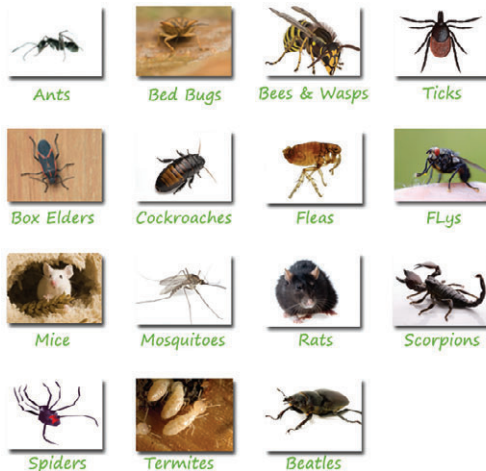 Ants
Bed Bugs
Bees & Wasps
Ticks
Box Elders
Cockroaches
Fleas
FLys
Mice
Mosquitoes
Rats
Scorpions
Spiders
Termites
Beatles